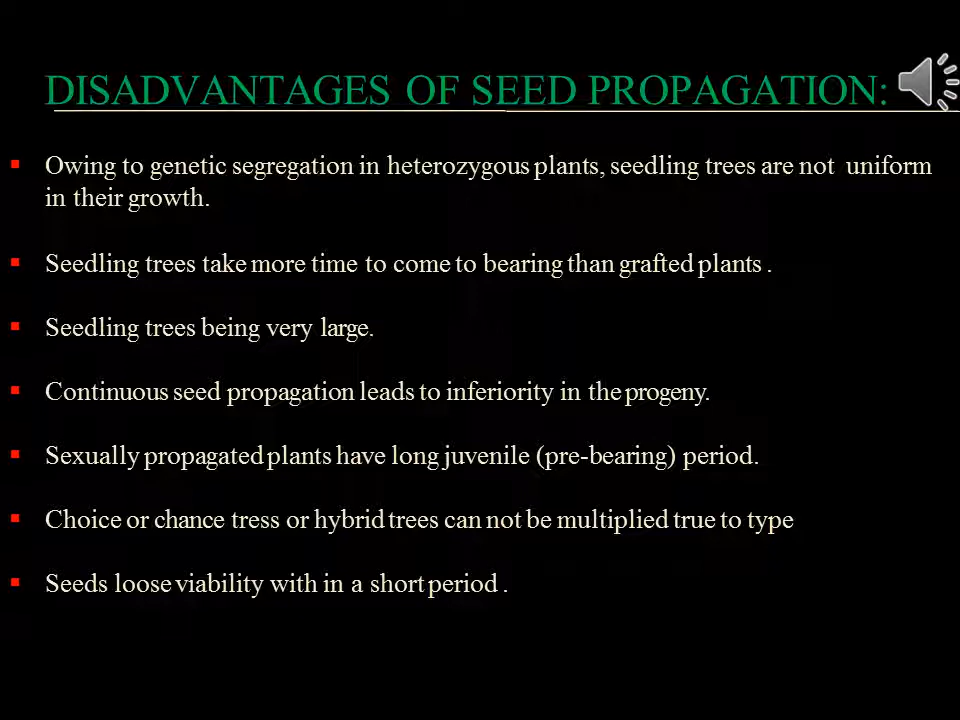 DISADVANTAGES OF SEED PROPAGATION:
Owing to genetic segregation in heterozygous plants, seedling trees are not uniform
in their growth.
Seedling trees take more time to come to bearing than grafted plants .
Seedling trees being very large.
Continuous seed propagation leads to inferiority in the progeny.
Sexually propagated plants have long juvenile (pre-bearing) period.
Choice or chance tress or hybrid trees can not be multiplied true to type
Seeds loose viability with in a short period .